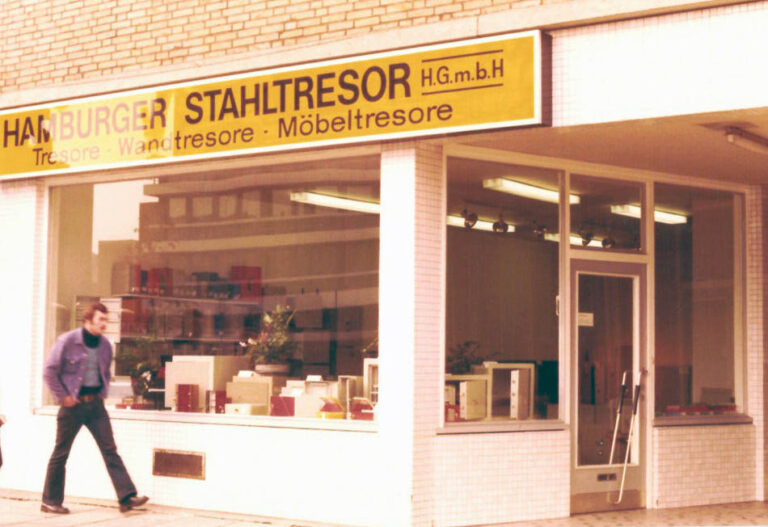 HAMBURGER STAHLTRESOR H.G.m.b.H
Tresore - Wandtresore - Möbeltresore